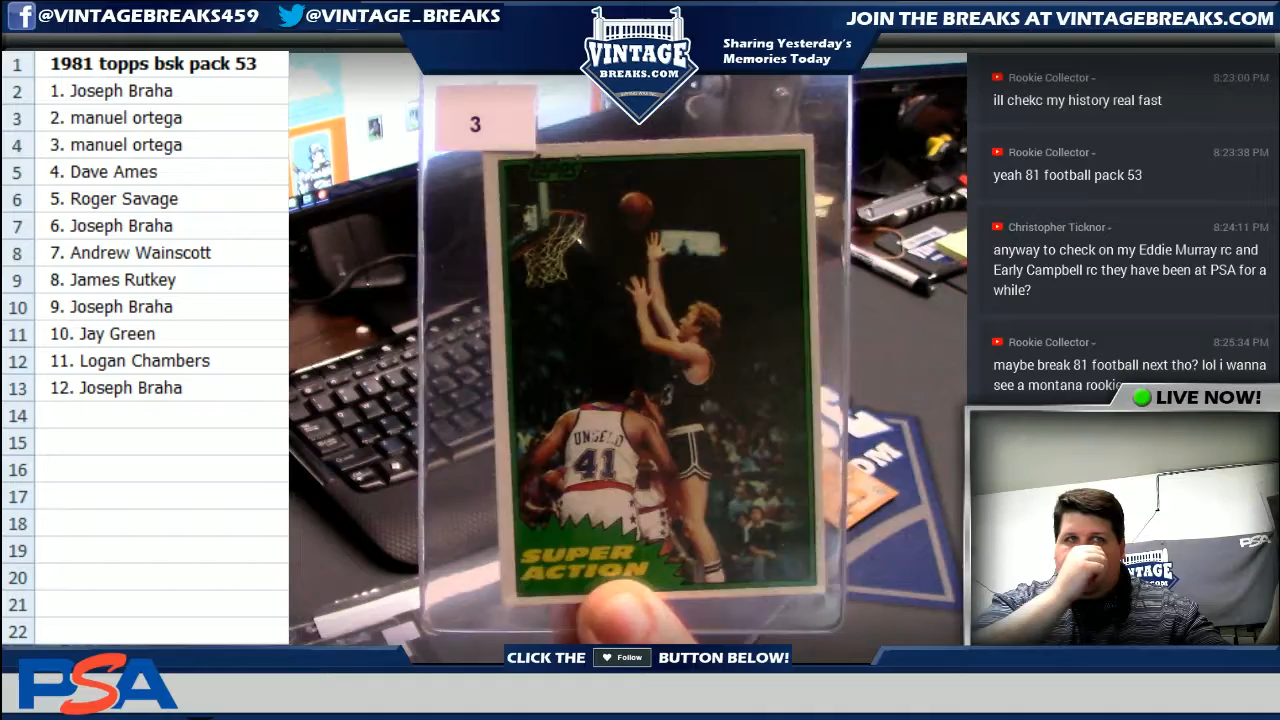 @VINTAGEBREAKS459
@VINTAGE_BREAKS
VINTAGE
BREAKS.COM
Sharing Yesterday's
Memories Today
JOIN THE BREAKS AT VINTAGEBREAKS.COM
1 1981 topps bsk pack 53
2 1. Joseph Braha
3 2. manuel ortega
4 3. manuel ortega
5 4. Dave Ames
6 5. Roger Savage
7 6. Joseph Braha
8 7. Andrew Wainscott
9 8. James Rutkey
10 9. Joseph Braha
11 10. Jay Green
12 11. Logan Chambers
13 12. Joseph Braha
14
15
16
17
18
19
20
21
22
3
TOPPS
UNSELD
41
3
SUPER
ACTION
OM
Rookie Collector 8:23:00 PM
ill chekc my history real fast
Rookie Collector 8:23:38 PM
yeah 81 football pack 53
Christopher Ticknor 8:24:11 PM
anyway to check on my Eddie Murray rc and
Early Campbell rc they have been at PSA for a
while?
Rookie Collector 8:25:34 PM
maybe break 81 football next tho? lol i wanna
see a montana rookie
LIVE NOW!
VINTAGE
PSA
CLICK THE Follow BUTTON BELOW!
PSA